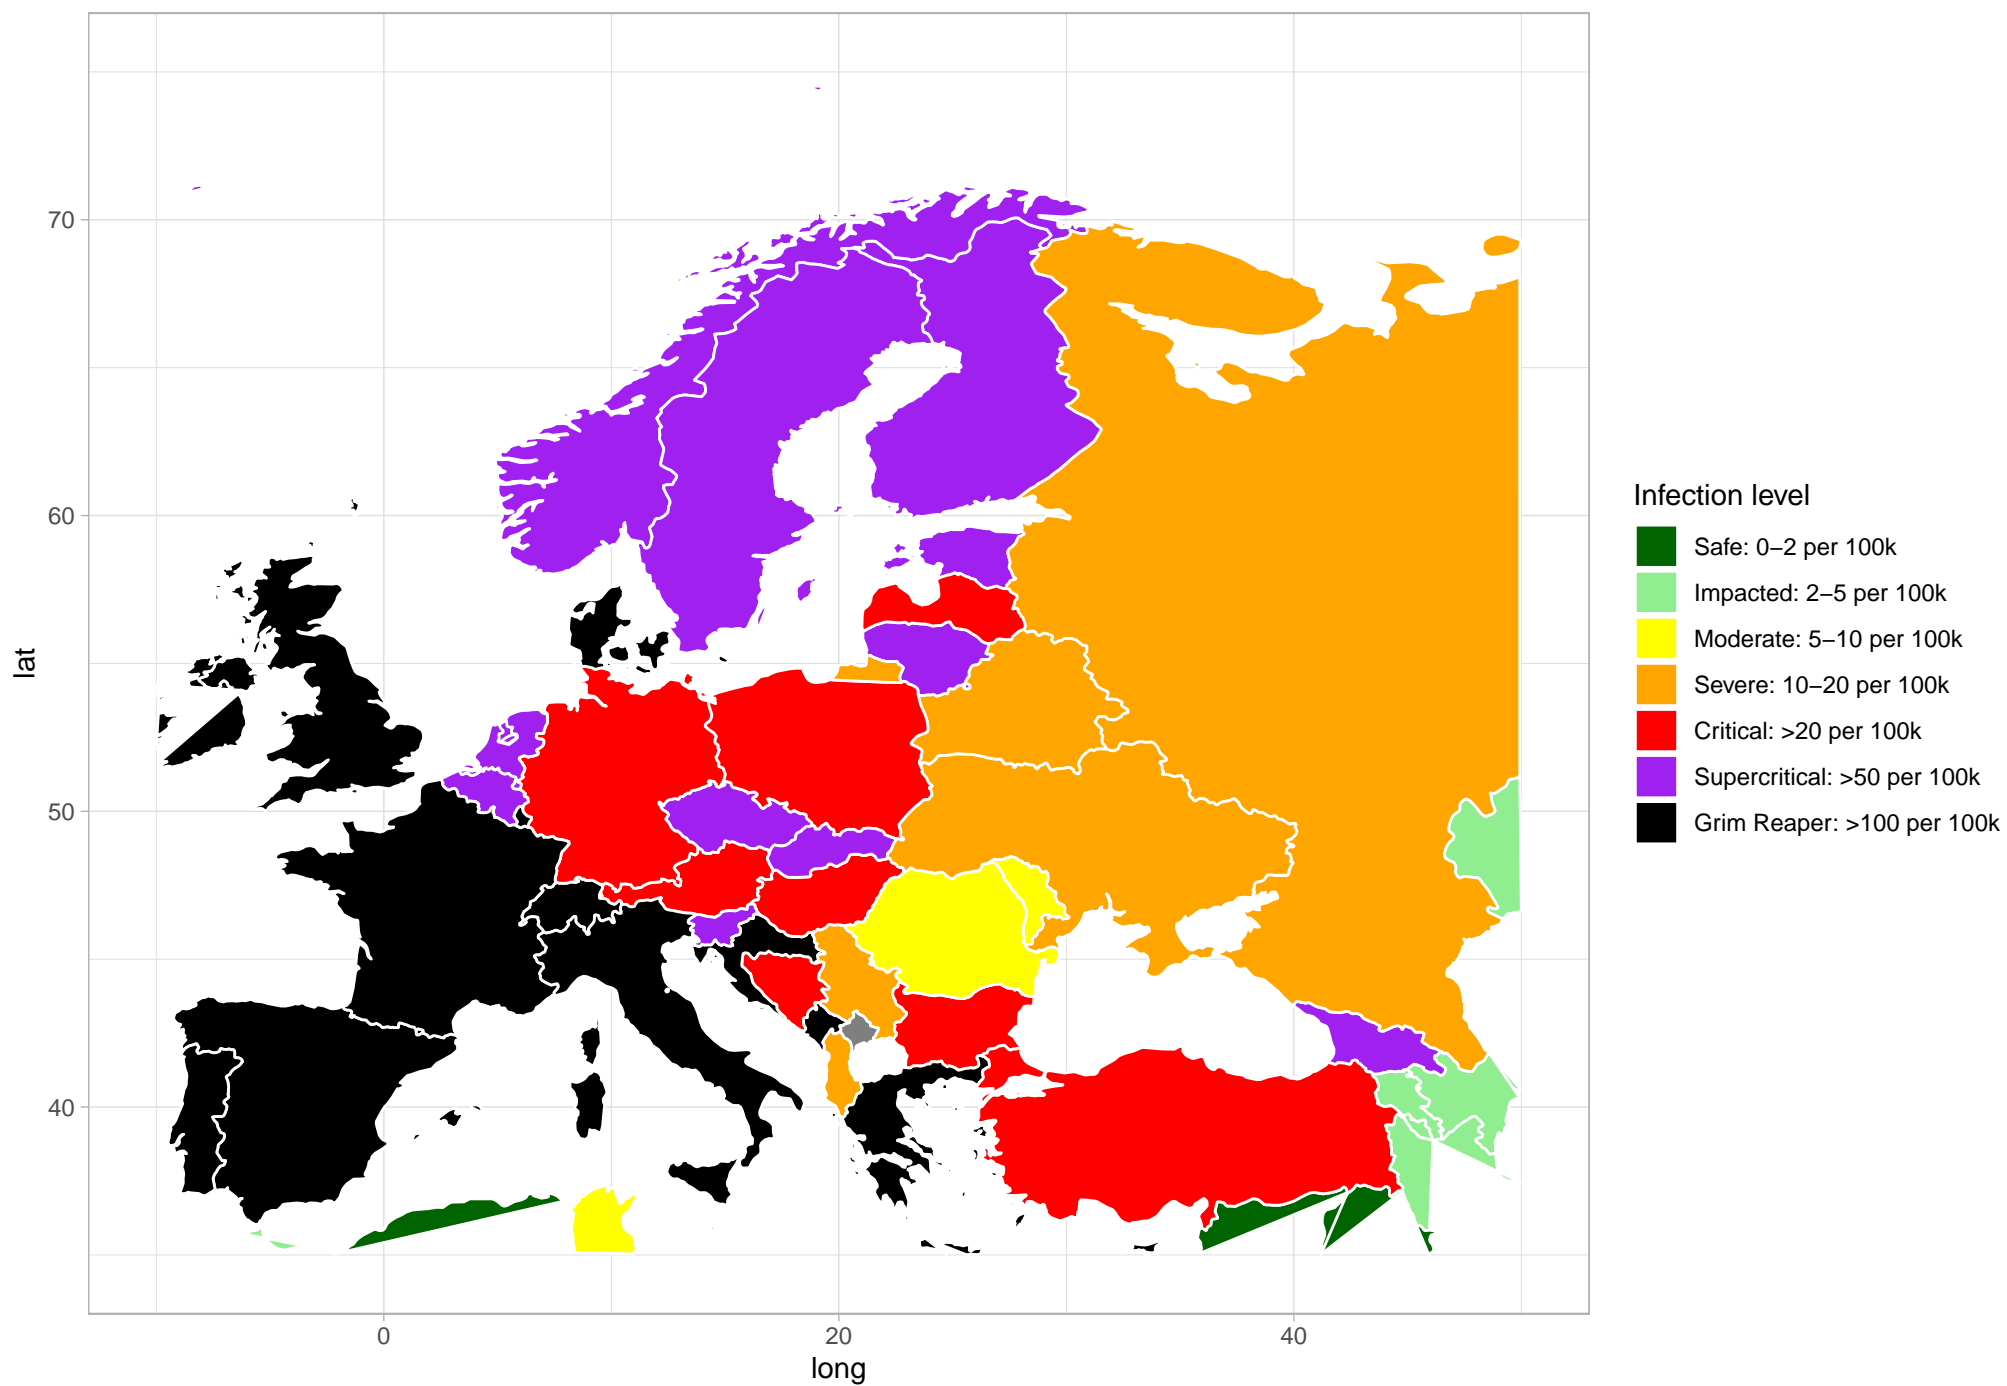 70
60
50
40
lat
0
20
40
long
Infection level
Safe: 0–2 per 100k
Impacted: 2–5 per 100k
Moderate: 5–10 per 100k
Severe: 10–20 per 100k
Critical: >20 per 100k
Supercritical: >50 per 100k
Grim Reaper: >100 per 100k